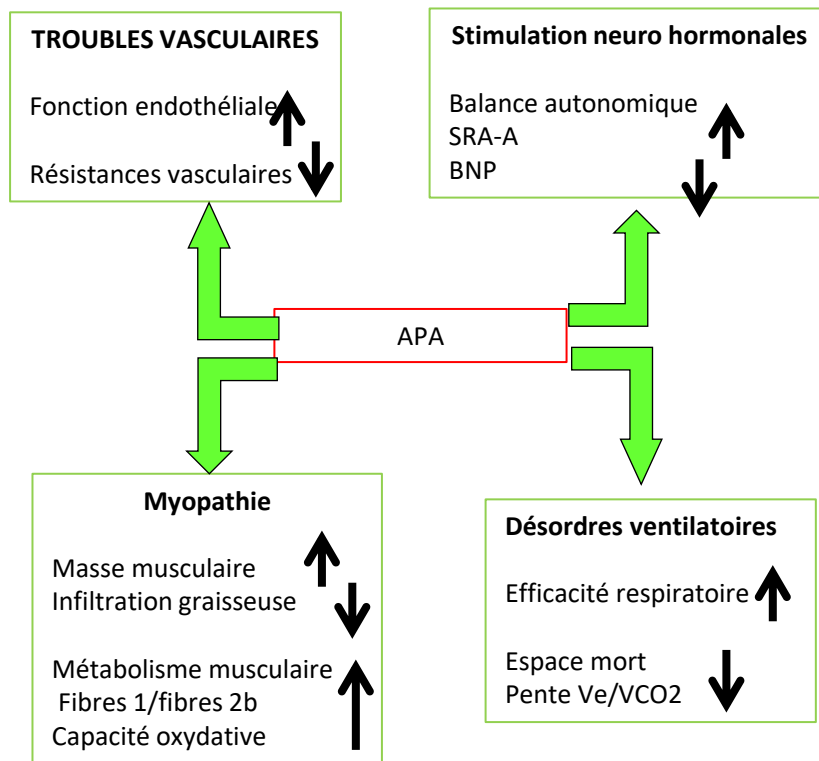 TROUBLES VASCULAIRES
Fonction endothéliale
Résistances vasculaires
Stimulation neuro hormonales
Balance autonomique
SRA-A
BNP
APA
Myopathie
Masse musculaire
Infiltration graisseuse
Métabolisme musculaire
Fibres 1/fibres 2b
Capacité oxydative
Désordres ventilatoires
Efficacité respiratoire
Espace mort
Pente Ve/VCO2